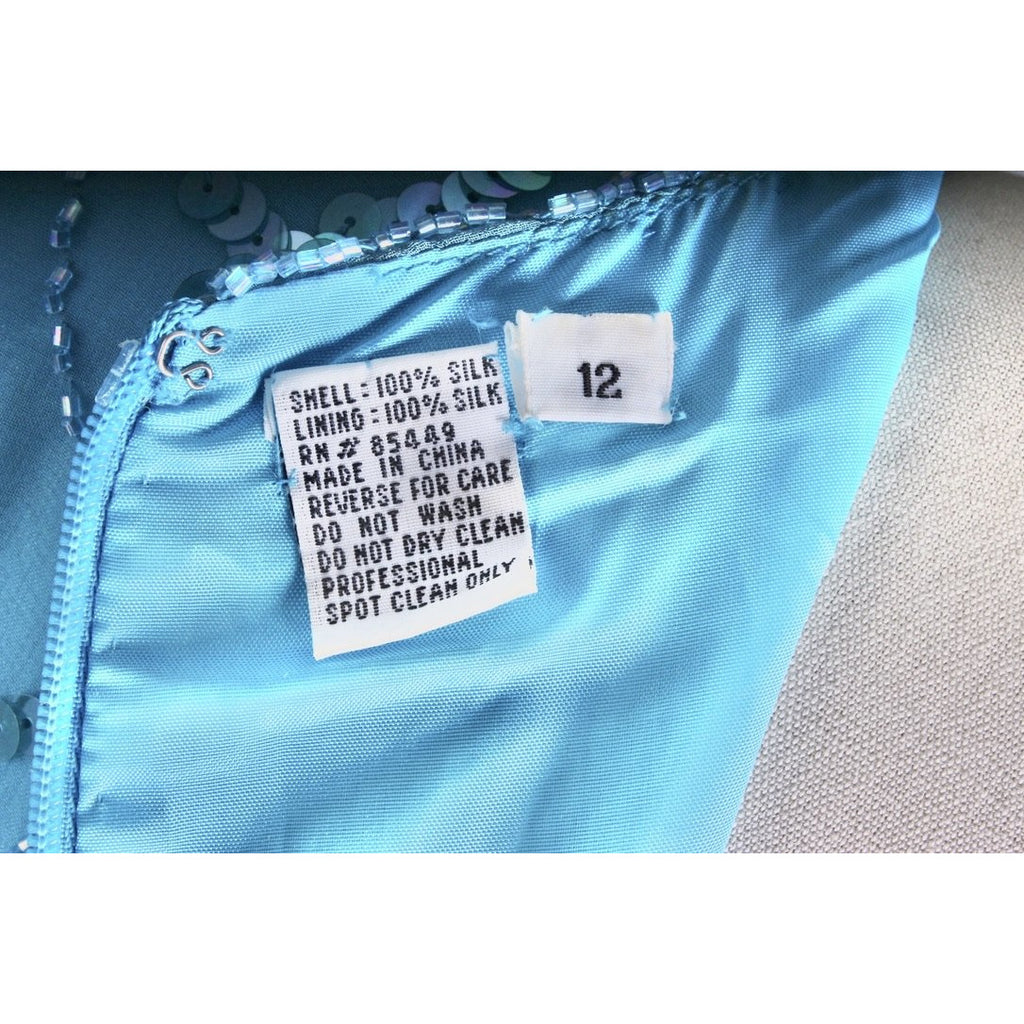 SHELL: 100% SILK
LINING: 100% SILK
RN # 85449
MADE IN CHINA
REVERSE FOR CARE
DO NOT WASH
DO NOT DRY CLEAN
PROFESSIONAL
SPOT CLEAN ONLY
12